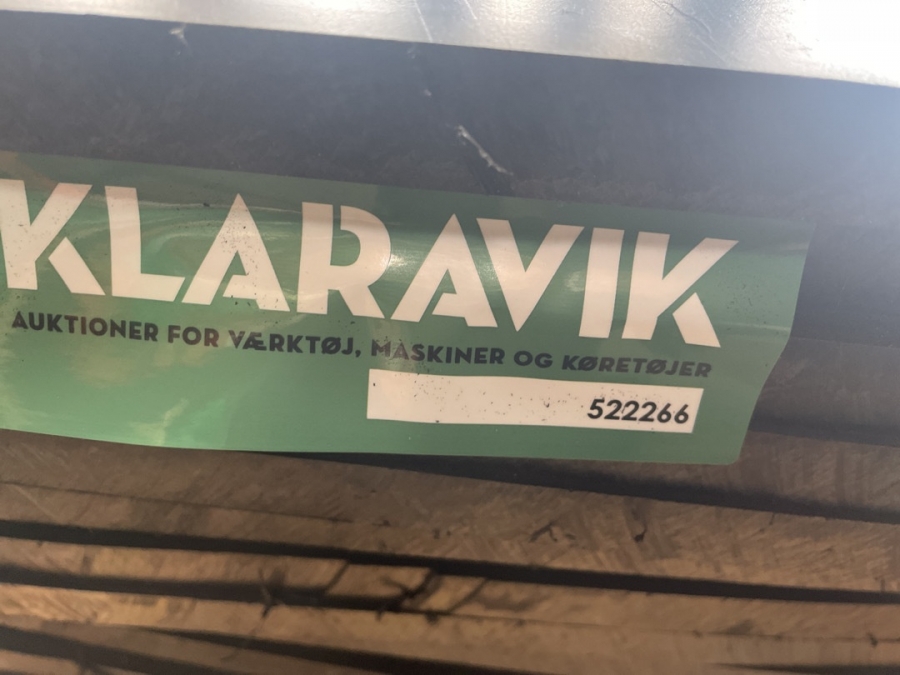 KLARAVIK
AUKTIONER FOR VÆRKTØJ, MASKINER OG KØRETØJER
522266